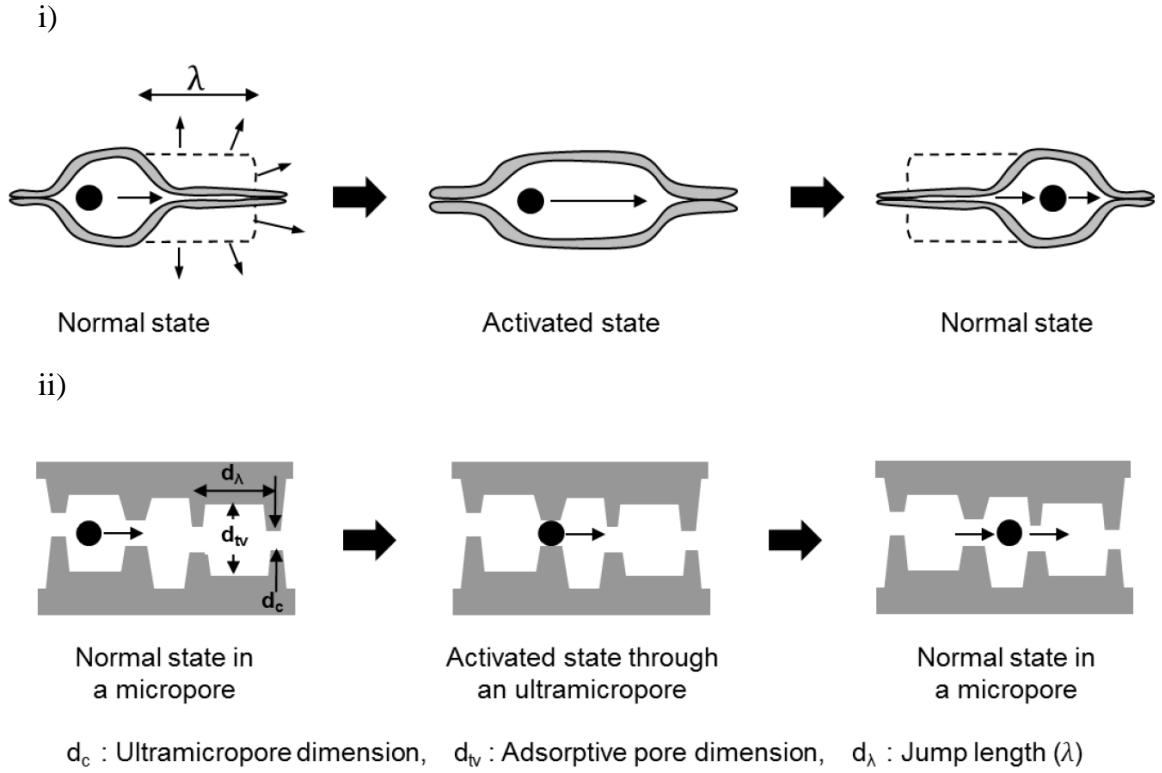 i)
λ
Normal state
Activated state
Normal state
ii)
dλ
dtv
dc
Normal state in
a micropore
Activated state through
an ultramicropore
Normal state in
a micropore
dc : Ultramicropore dimension, dtv : Adsorptive pore dimension, dλ : Jump length (λ)